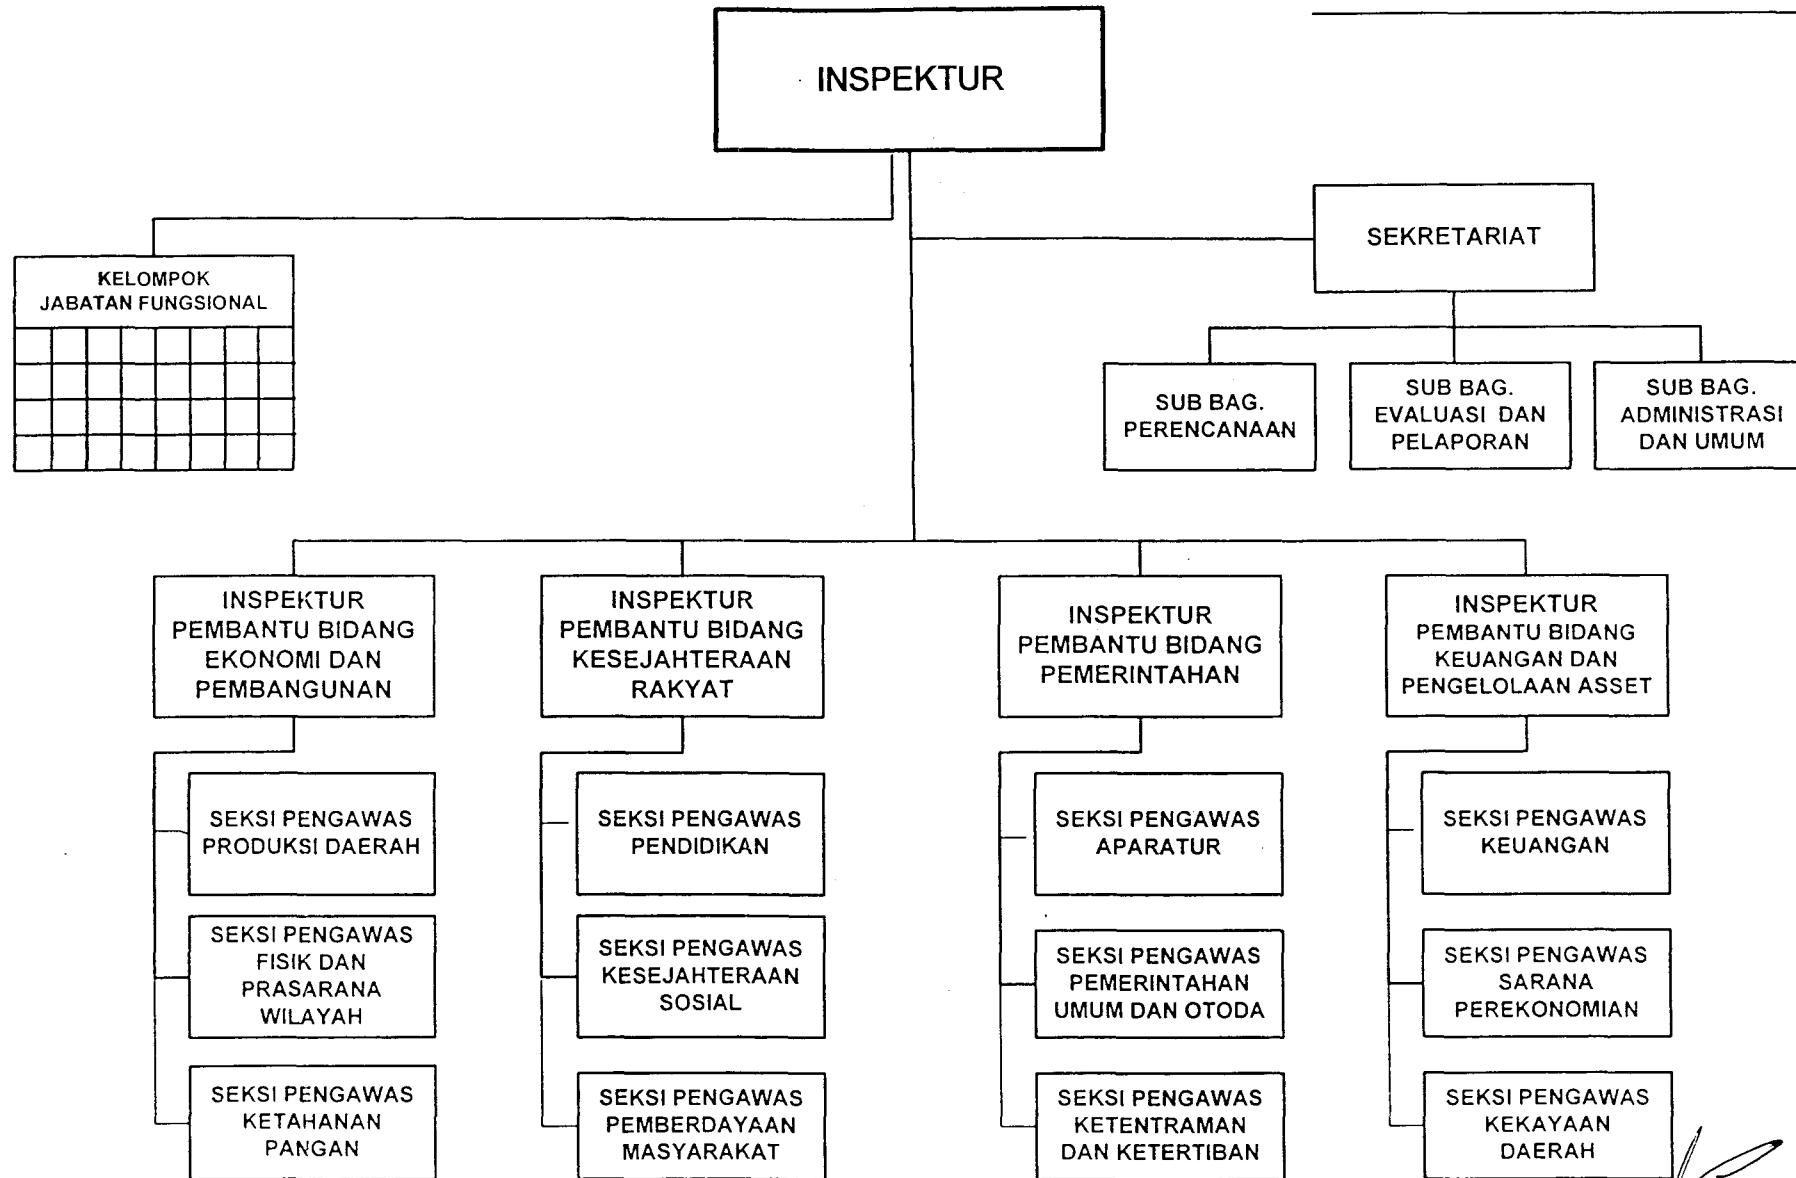 INSPEKTUR
SEKRETARIAT
KELOMPOK
JABATAN FUNGSIONAL
SUB BAG.
PERENCANAAN
SUB BAG.
EVALUASI DAN
PELAPORAN
SUB BAG.
ADMINISTRASI
DAN UMUM
INSPEKTUR
PEMBANTU BIDANG
EKONOMI DAN
PEMBANGUNAN
INSPEKTUR
PEMBANTU BIDANG
KESEJAHTERAAN
RAKYAT
INSPEKTUR
PEMBANTU BIDANG
PEMERINTAHAN
INSPEKTUR
PEMBANTU BIDANG
KEUANGAN DAN
PENGELOLAAN ASSET
SEKSI PENGAWAS
PRODUKSI DAERAH
SEKSI PENGAWAS
PENDIDIKAN
SEKSI PENGAWAS
APARATUR
SEKSI PENGAWAS
KEUANGAN
SEKSI PENGAWAS
FISIK DAN
PRASARANA
WILAYAH
SEKSI PENGAWAS
KESEJAHTERAAN
SOSIAL
SEKSI PENGAWAS
PEMERINTAHAN
UMUM DAN OTODA
SEKSI PENGAWAS
SARANA
PEREKONOMIAN
SEKSI PENGAWAS
KETAHANAN
PANGAN
SEKSI PENGAWAS
PEMBERDAYAAN
MASYARAKAT
SEKSI PENGAWAS
KETENTRAMAN
DAN KETERTIBAN
SEKSI PENGAWAS
KEKAYAAN
DAERAH